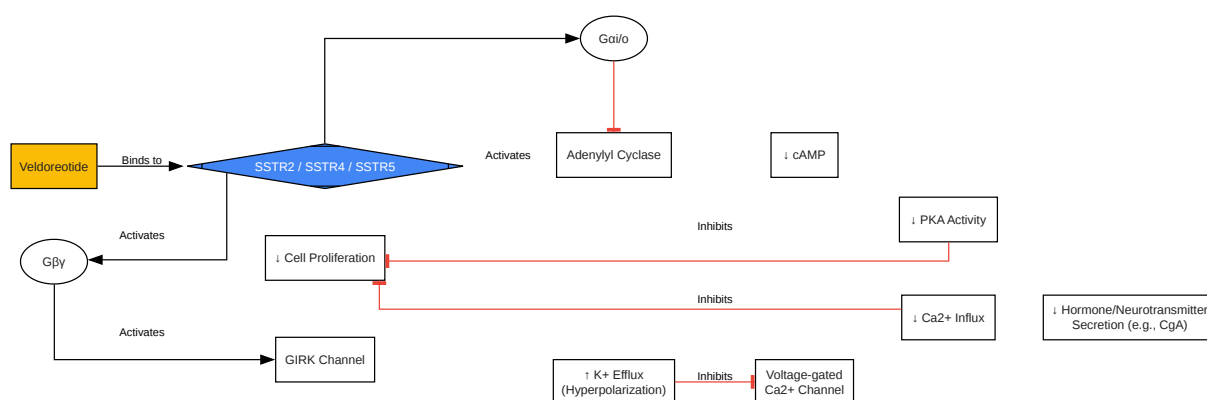 Gαi/o
Veldoreotide
Binds to
SSTR2 / SSTR4 / SSTR5
Activates
Adenylyl Cyclase
↓ cAMP
↓ PKA Activity
Inhibits
Activates
Gβγ
↓ Cell Proliferation
Inhibits
↓ Ca2+ Influx
↓ Hormone/Neurotransmitter
Secretion (e.g., CgA)
Activates
GIRK Channel
↑ K+ Efflux
(Hyperpolarization)
Inhibits
Voltage-gated
Ca2+ Channel